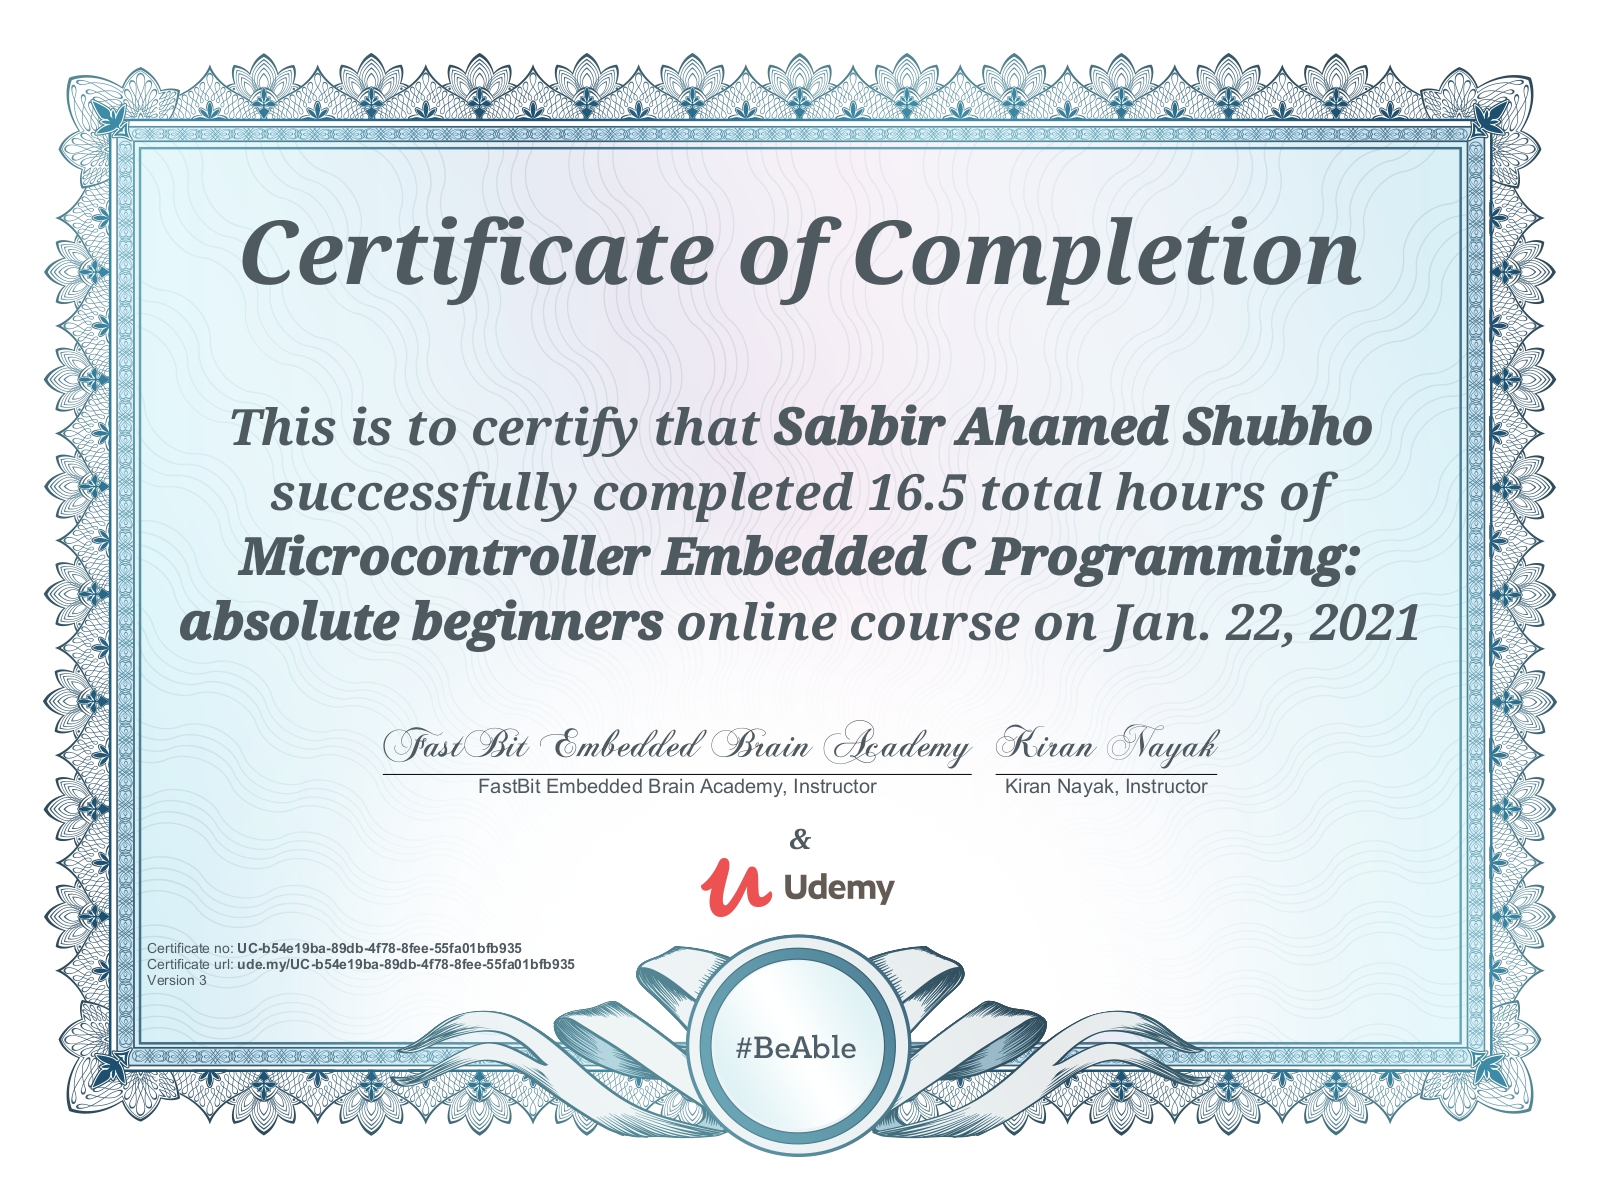 Certificate of Completion
This is to certify that Sabbir Ahamed Shubho
successfully completed 16.5 total hours of
Microcontroller Embedded C Programming:
absolute beginners online course on Jan. 22, 2021
FastBit Embedded Brain Academy Kiran Nayak
FastBit Embedded Brain Academy, Instructor Kiran Nayak, Instructor
&
Udemy
Certificate no: UC-b54e19ba-89db-4f78-8fee-55fa01bfb935
Certificate url: ude.my/UC-b54e19ba-89db-4f78-8fee-55fa01bfb935
Version 3
#BeAble